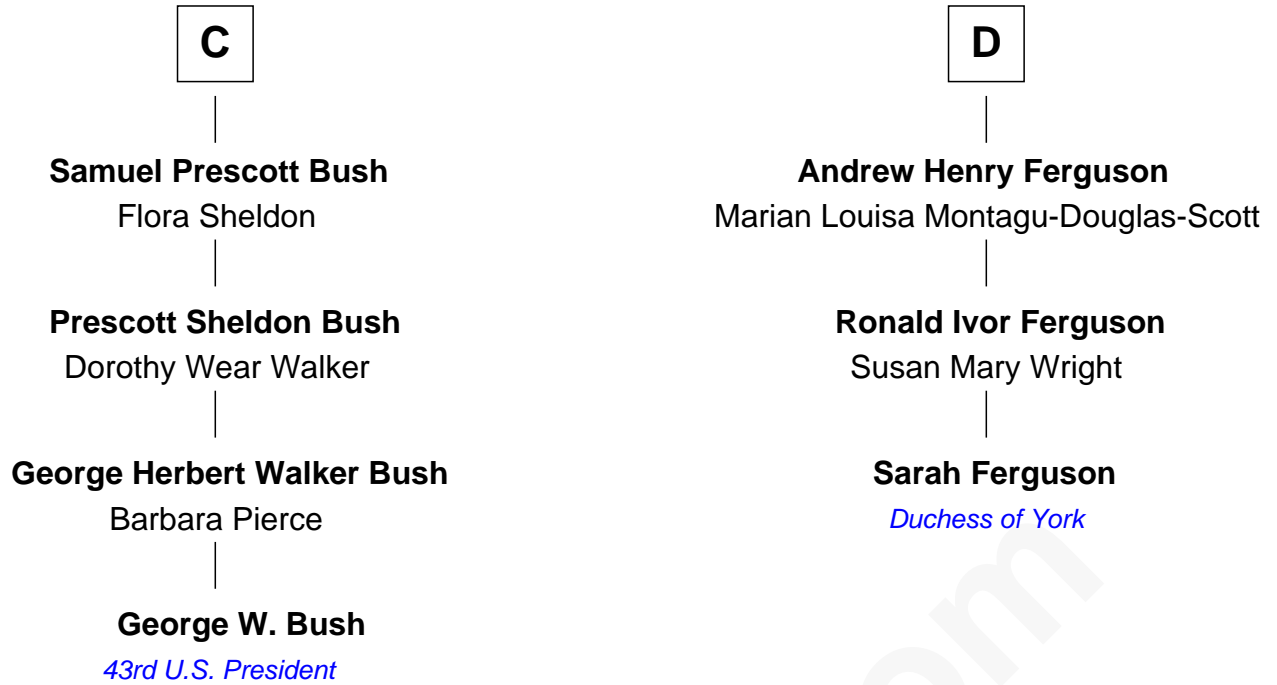 C
Samuel Prescott Bush
Flora Sheldon
Prescott Sheldon Bush
Dorothy Wear Walker
George Herbert Walker Bush
Barbara Pierce
George W. Bush
43rd U.S. President
D
Andrew Henry Ferguson
Marian Louisa Montagu-Douglas-Scott
Ronald Ivor Ferguson
Susan Mary Wright
Sarah Ferguson
Duchess of York
om